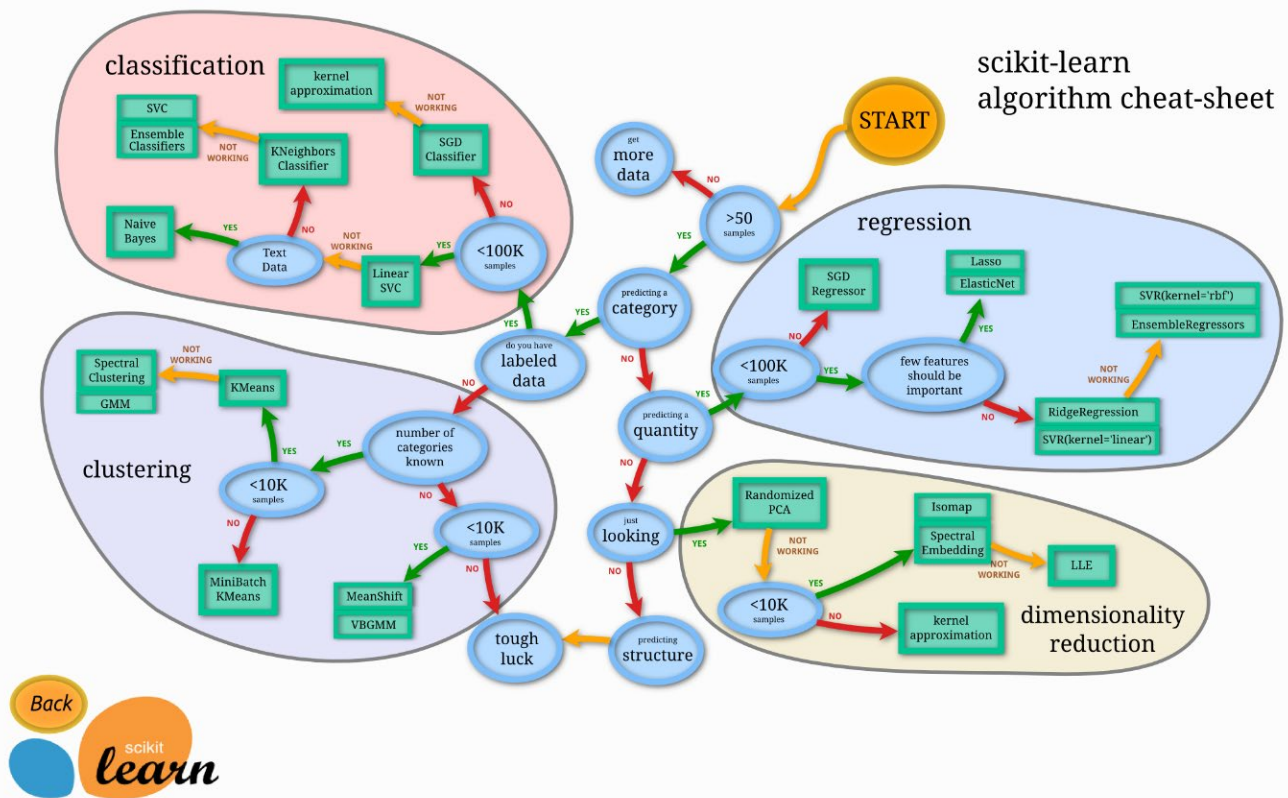 scikit-learn
algorithm cheat-sheet
START
get
more
data
NO
>50
samples
YES
predicting a
category
YES
NO
do you have
labeled
data
YES
NO
predicting a
quantity
YES
NO
just
looking
YES
NO
predicting
structure
tough
luck
classification
kernel
approximation
NOT
WORKING
SGD
Classifier
NO
<100K
samples
YES
Linear
SVC
NOT
WORKING
Text
Data
YES
Naive
Bayes
NO
KNeighbors
Classifier
NOT
WORKING
SVC
Ensemble
Classifiers
regression
<100K
samples
NO
SGD
Regressor
YES
few features
should be
important
YES
Lasso
ElasticNet
NO
RidgeRegression
SVR(kernel='linear')
NOT
WORKING
SVR(kernel='rbf')
EnsembleRegressors
clustering
number of
categories
known
YES
NO
<10K
samples
YES
KMeans
NOT
WORKING
Spectral
Clustering
GMM
NO
MiniBatch
KMeans
<10K
samples
YES
MeanShift
VBGMM
NO
dimensionality
reduction
Randomized
PCA
NOT
WORKING
<10K
samples
YES
Isomap
Spectral
Embedding
NOT
WORKING
LLE
NO
kernel
approximation
Back
scikit
learn